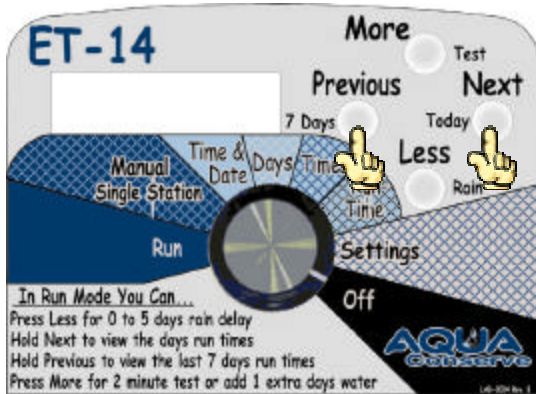 ET-14
More
Test
Previous
Next
7 Days
Today
Less
Rain
Manual
Single Station
Time &
Date
Days
Time
Time
Run
Settings
Off
In Run Mode You Can...
Press Less for 0 to 5 days rain delay
Hold Next to view the days run times
Hold Previous to view the last 7 days run times
Press More for 2 minute test or add 1 extra days water
AQUA
Conserve